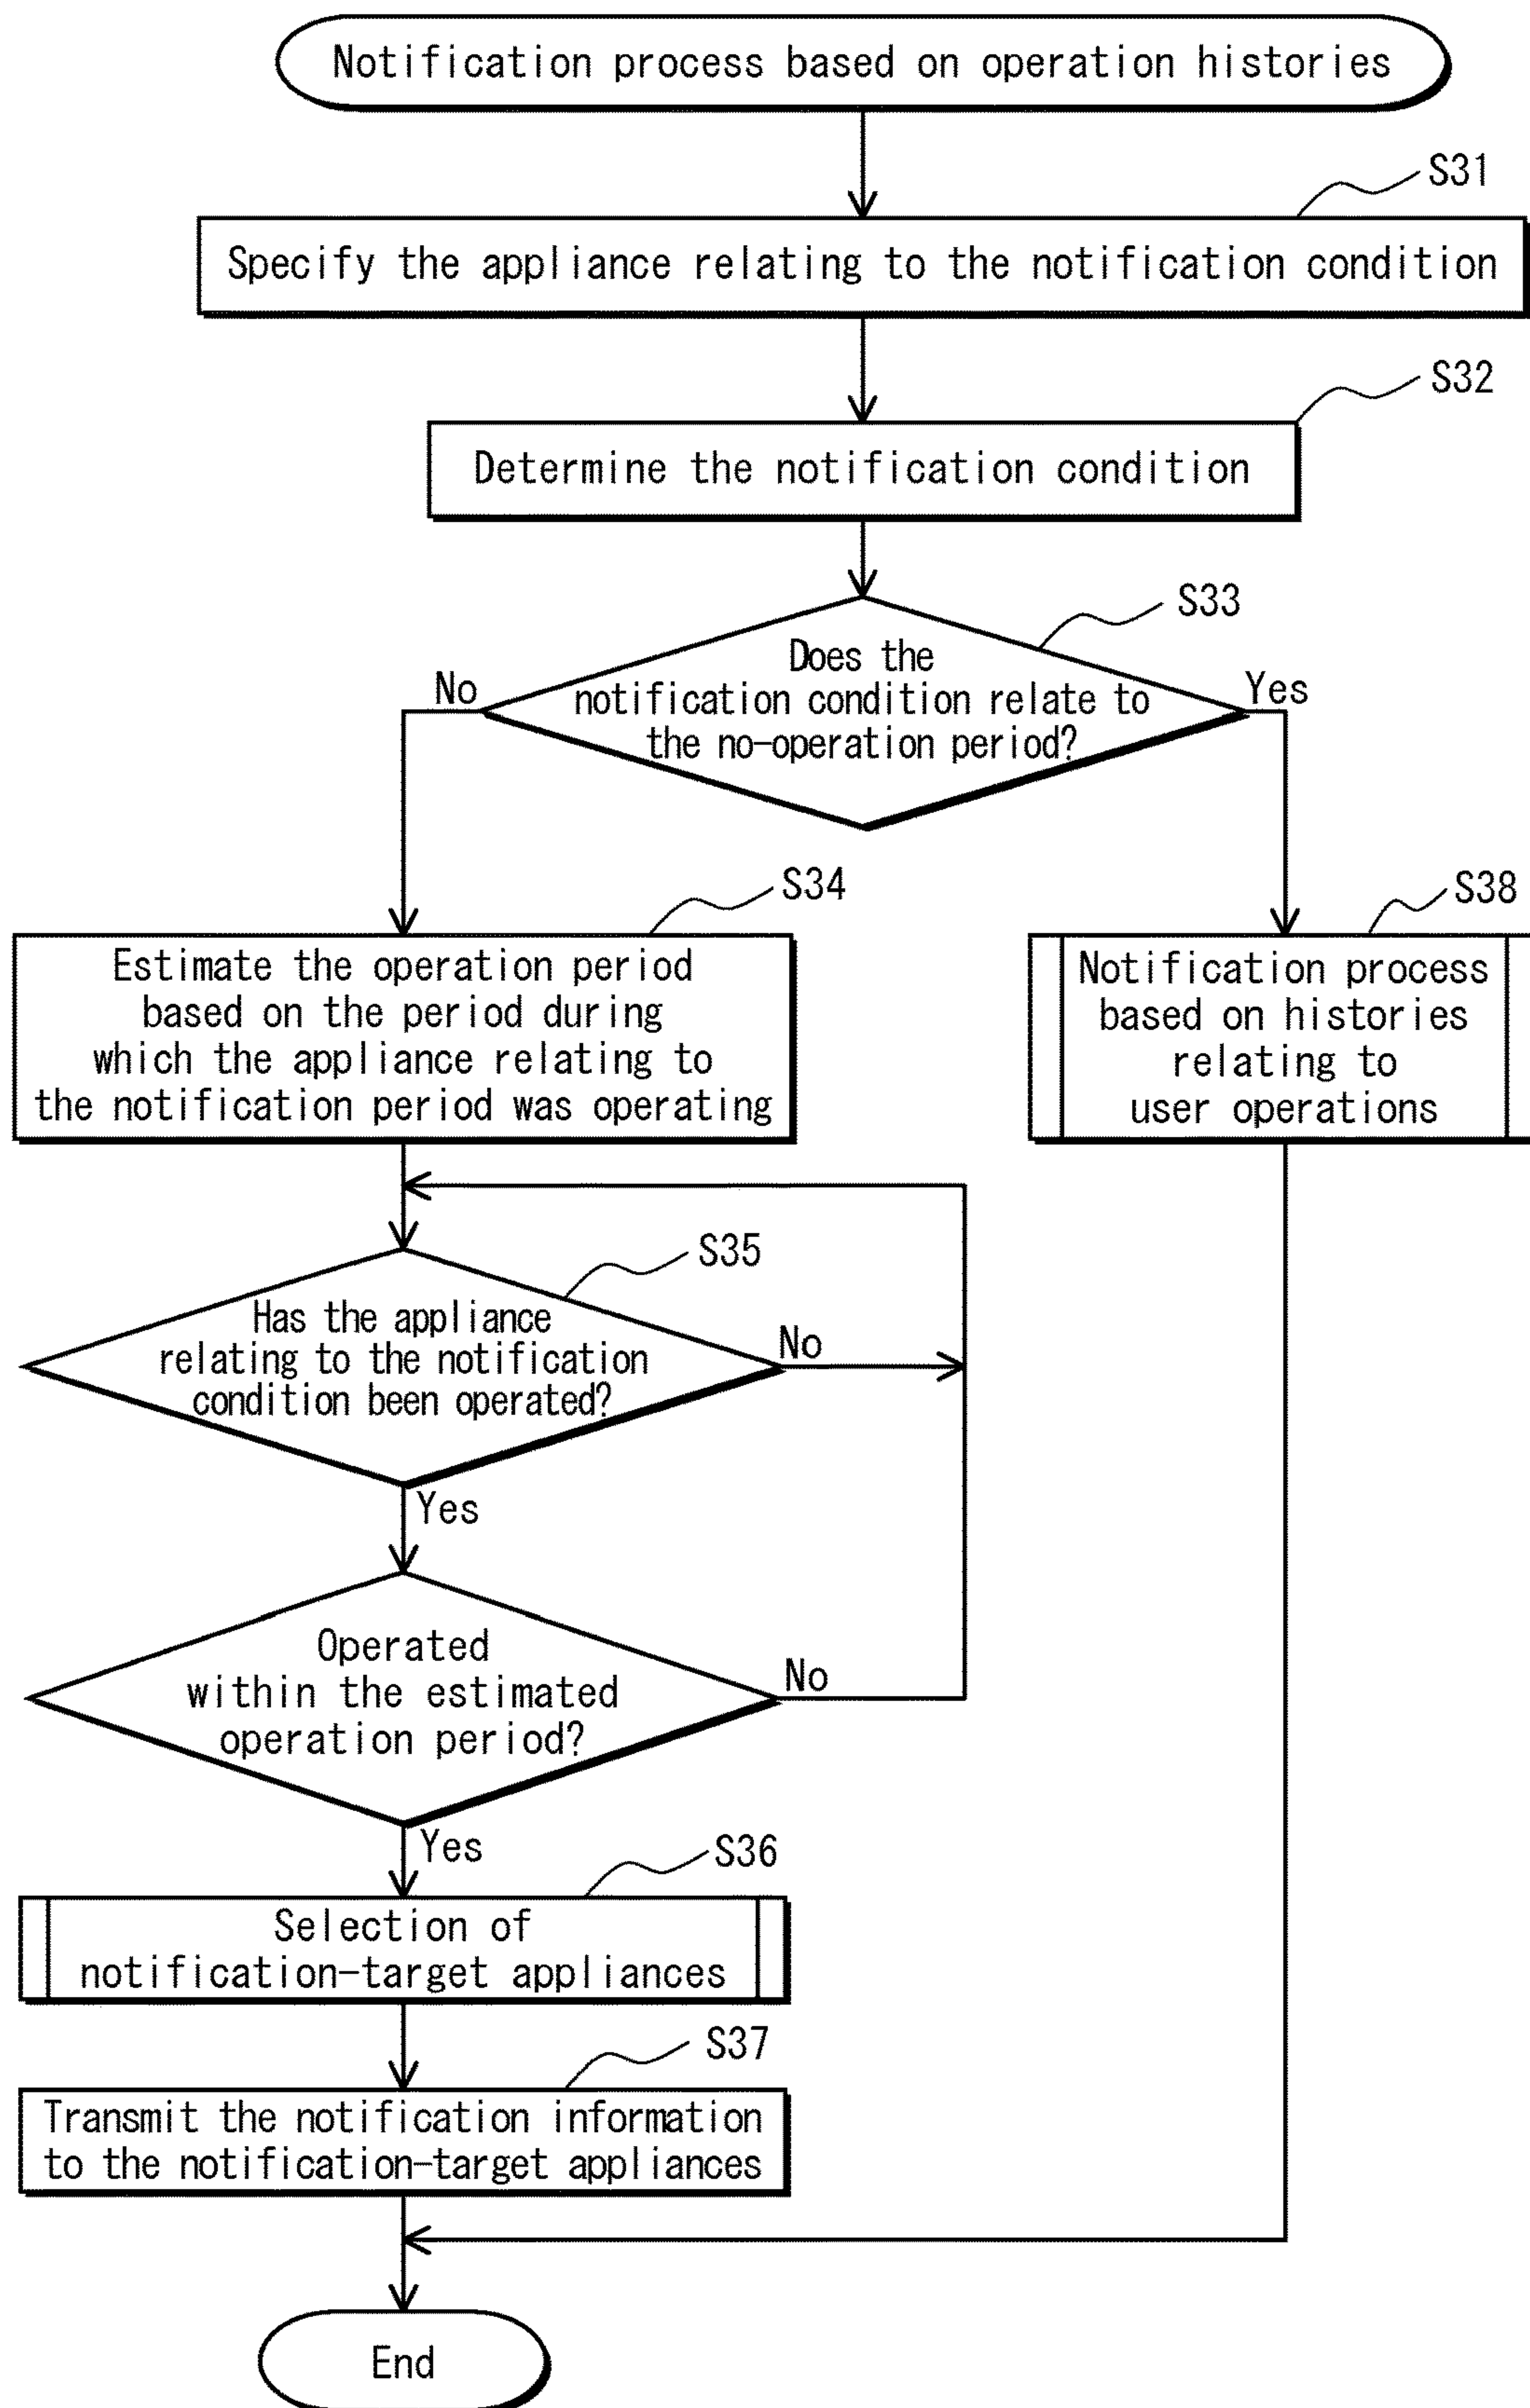 Notification process based on operation histories
S31
Specify the appliance relating to the notification condition
S32
Determine the notification condition
S33
Does the
notification condition relate to
the no-operation period?
No
Yes
S34
Estimate the operation period
based on the period during
which the appliance relating to
the notification period was operating
S38
Notification process
based on histories
relating to
user operations
S35
Has the appliance
relating to the notification
condition been operated?
No
Yes
Operated
within the estimated
operation period?
No
Yes
S36
Selection of
notification-target appliances
S37
Transmit the notification information
to the notification-target appliances
End